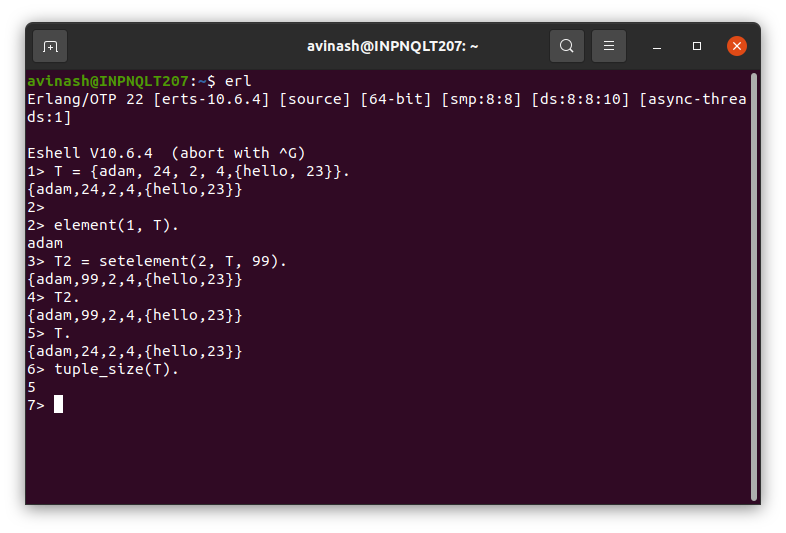 avinash@INPNQLT207: ~
avinash@INPNQLT207:~$ erl
Erlang/OTP 22 [erts-10.6.4] [source] [64-bit] [smp:8:8] [ds:8:8:10] [async-threa
ds:1]
Eshell V10.6.4  (abort with ^G)
1> T = {adam, 24, 2, 4,{hello, 23}}.
{adam,24,2,4,{hello,23}}
2>
2> element(1, T).
adam
3> T2 = setelement(2, T, 99).
{adam,99,2,4,{hello,23}}
4> T2.
{adam,99,2,4,{hello,23}}
5> T.
{adam,24,2,4,{hello,23}}
6> tuple_size(T).
5
7>